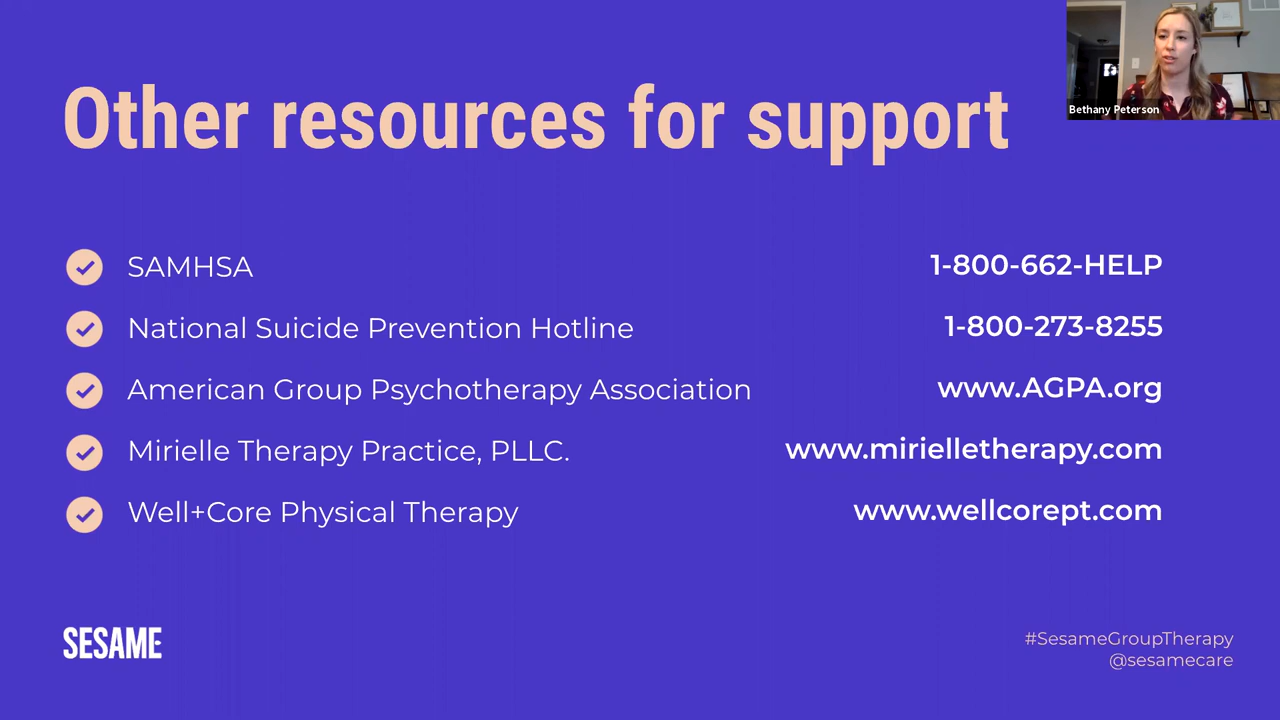 Other resources for support
Bethany Peterson
SAMHSA 1-800-662-HELP
National Suicide Prevention Hotline 1-800-273-8255
American Group Psychotherapy Association www.AGPA.org
Mirielle Therapy Practice, PLLC. www.mirielletherapy.com
Well+Core Physical Therapy www.wellcorept.com
SESAME
#SesameGroupTherapy
@sesamecare